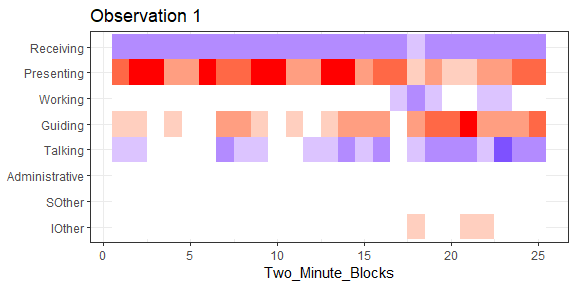 Observation 1
Receiving
Presenting
Working
Guiding
Talking
Administrative
SOther
IOther
0 5 10 15 20 25
Two_Minute_Blocks